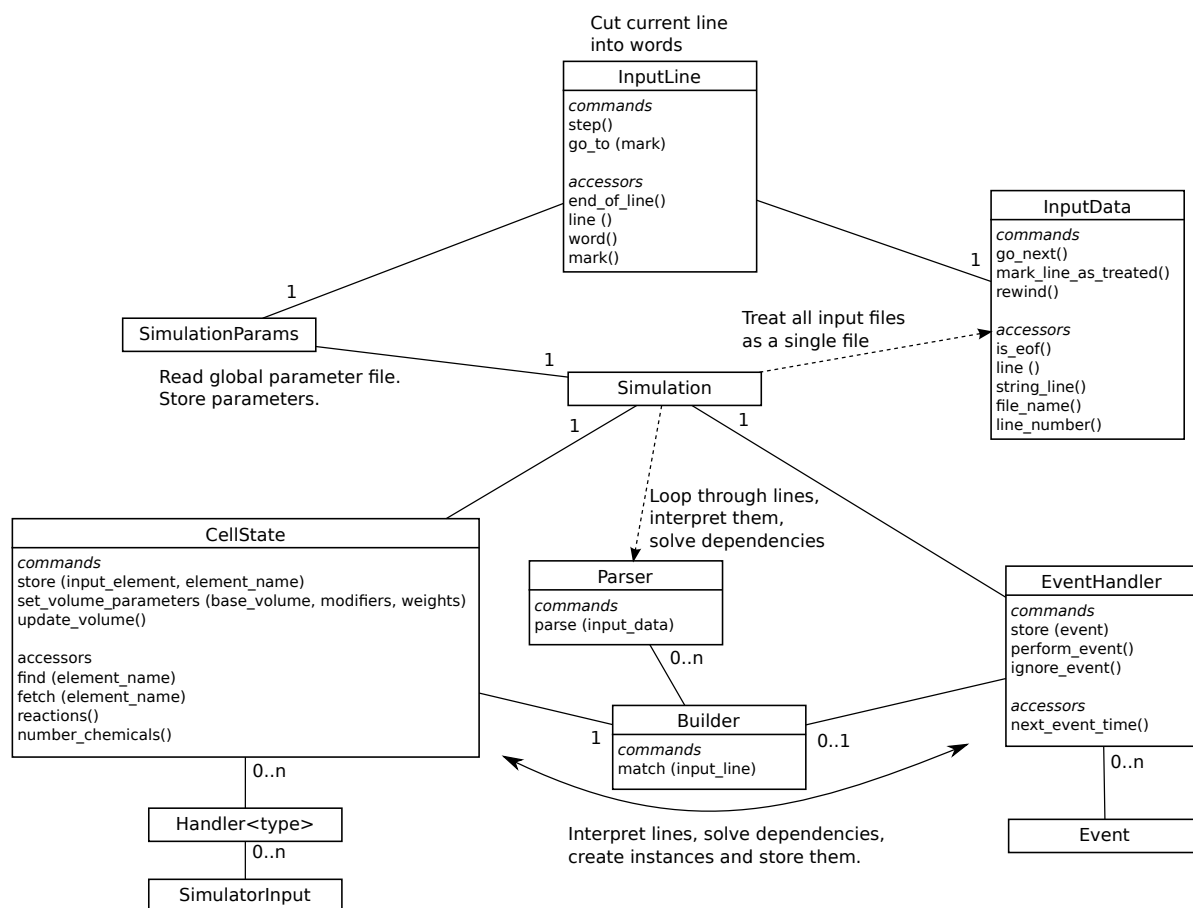 Cut current line
into words
InputLine
commands
step()
go_to (mark)
accessors
end_of_line()
line ()
word()
mark()
InputData
commands
go_next()
mark_line_as_treated()
rewind()
accessors
is_eof()
line ()
string_line()
file_name()
line_number()
1
1
SimulationParams
Read global parameter file.
Store parameters.
1
Treat all input files
as a single file
Simulation
1
1
Loop through lines,
interpret them,
solve dependencies
CellState
commands
store (input_element, element_name)
set_volume_parameters (base_volume, modifiers, weights)
update_volume()
accessors
find (element_name)
fetch (element_name)
reactions()
number_chemicals()
Parser
commands
parse (input_data)
0..n
EventHandler
commands
store (event)
perform_event()
ignore_event()
accessors
next_event_time()
1
Builder
commands
match (input_line)
0..1
0..n
Handler<type>
0..n
SimulatorInput
0..n
Event
Interpret lines, solve dependencies,
create instances and store them.